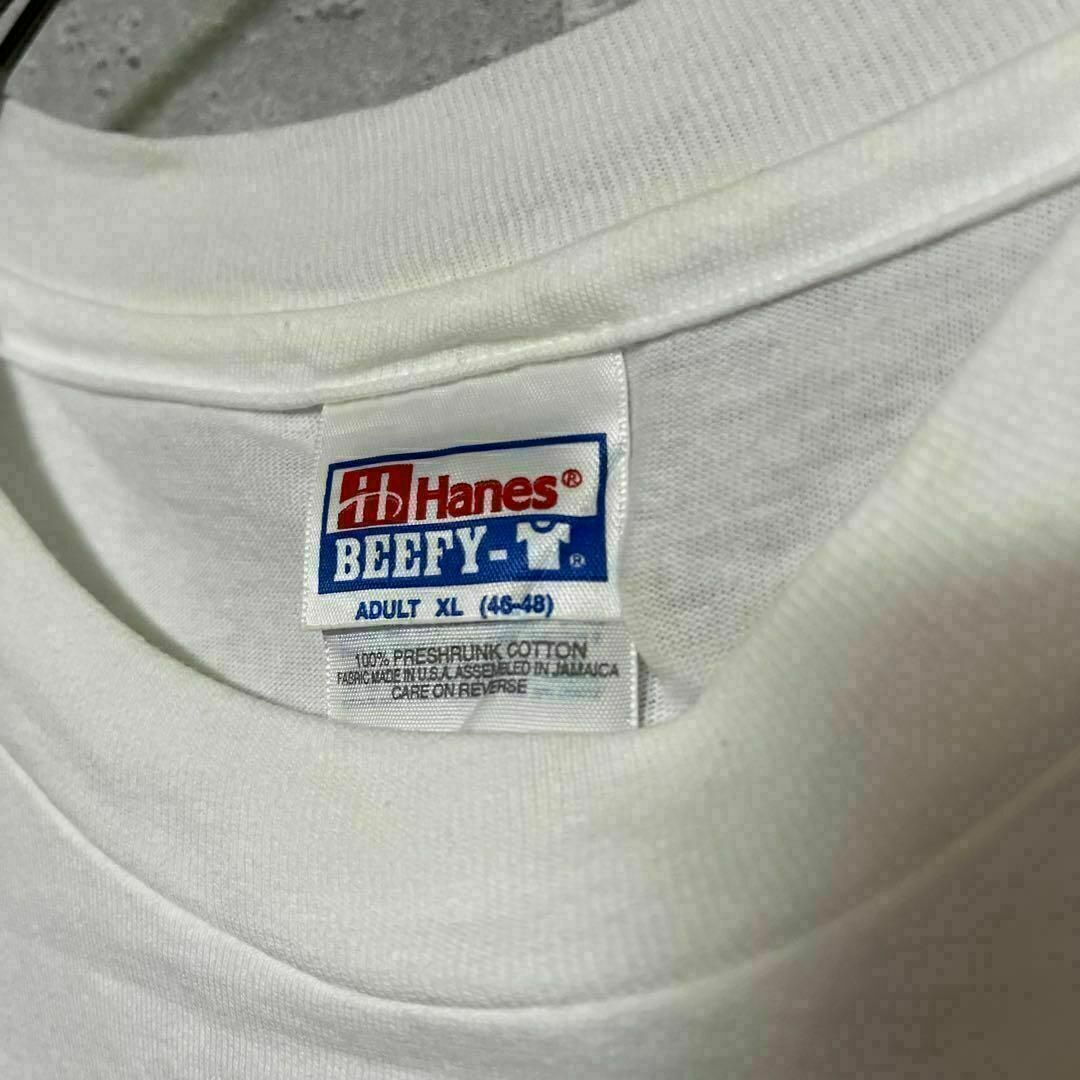 Hanes®
BEEFY-®
ADULT XL (46-48)
100% PRESHRUNK COTTON
FABRIC MADE IN U.S.A. ASSEMBLED IN JAMAICA
CARE ON REVERSE